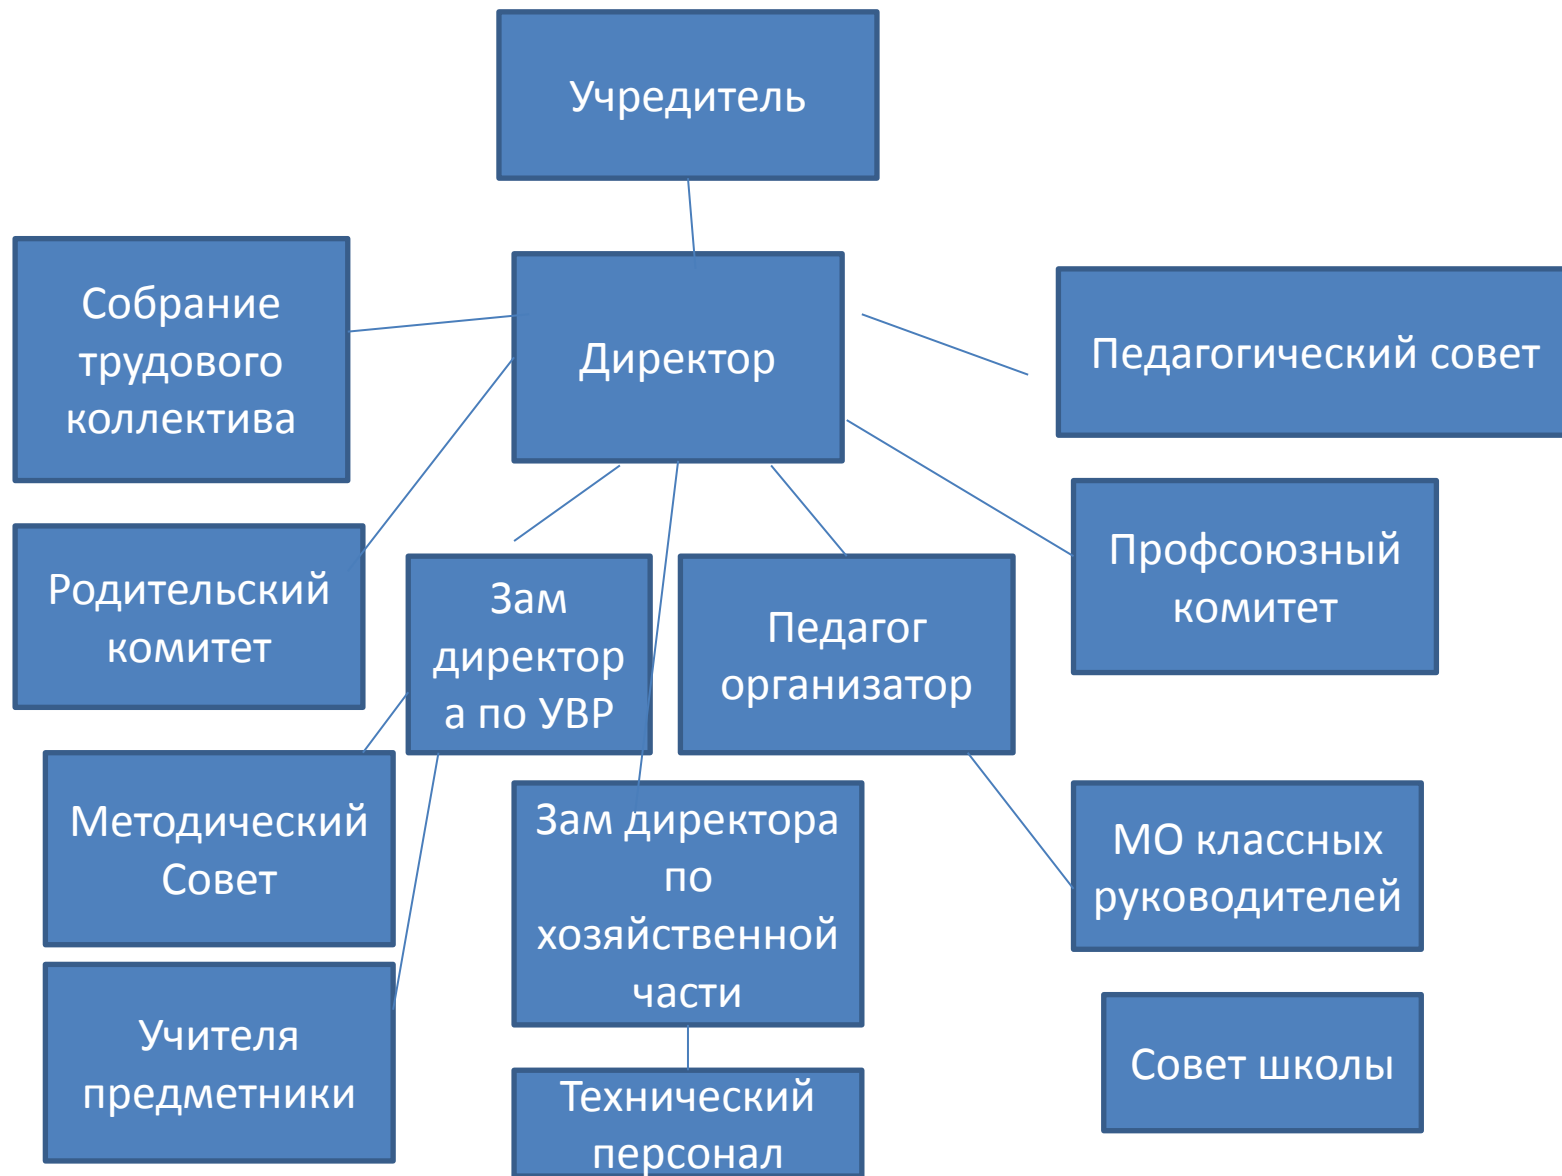 Учредитель
Собрание
трудового
коллектива
Директор
Педагогический совет
Родительский
комитет
Зам
директор
а по УВР
Педагог
организатор
Профсоюзный
комитет
Методический
Совет
Зам директора
по
хозяйственной
части
МО классных
руководителей
Учителя
предметники
Технический
персонал
Совет школы